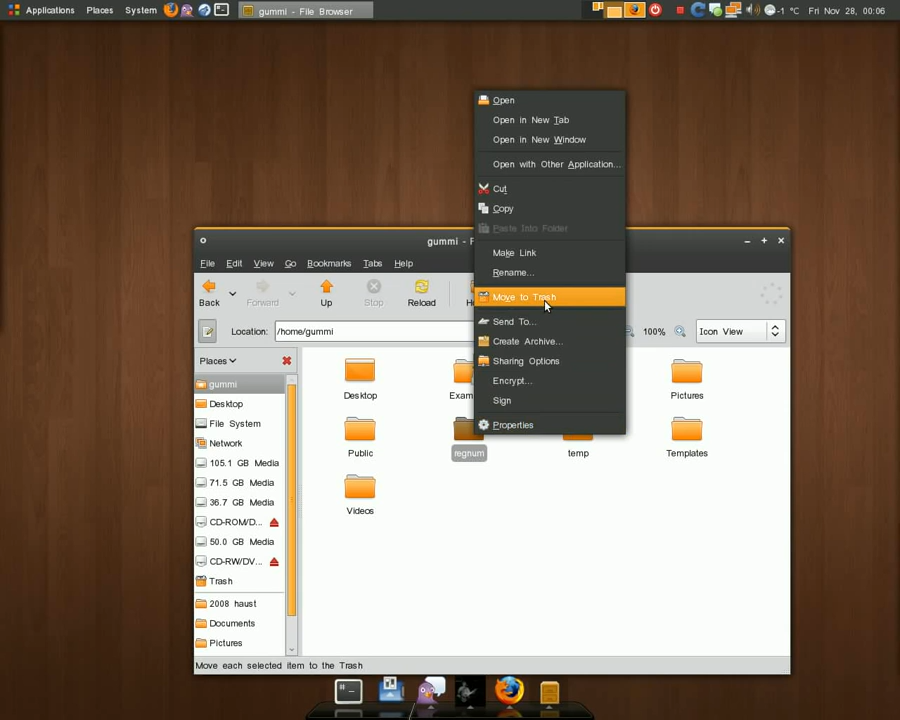 Applications Places System
gummi - File Browser
-1 °C Fri Nov 28, 00:06
Open
Open in New Tab
Open in New Window
Open with Other Application...
Cut
Copy
Paste Into Folder
Make Link
Rename...
Move to Trash
Send To...
Create Archive...
Sharing Options
Encrypt...
Sign
Properties
gummi - F
File Edit View Go Bookmarks Tabs Help
Back Forward Up Stop Reload
Location: /home/gummi 100% Icon View
Places
gummi
Desktop
File System
Network
105.1 GB Media
71.5 GB Media
36.7 GB Media
CD-ROM/D...
50.0 GB Media
CD-RW/DV...
Trash
2008 haust
Documents
Pictures
Desktop Exam Pictures
Public regnum temp Templates
Videos
Move each selected item to the Trash